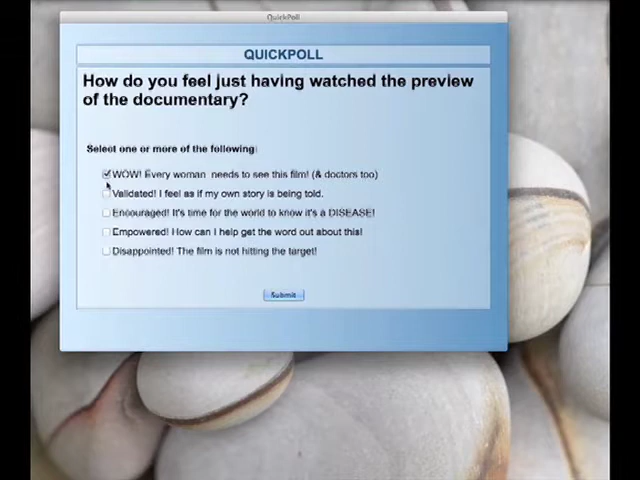 QuickPoll
QUICKPOLL
How do you feel just having watched the preview
of the documentary?
Select one or more of the following:
WOW! Every woman needs to see this film! (& doctors too)
Validated! I feel as if my own story is being told.
Encouraged! It's time for the world to know it's a DISEASE!
Empowered! How can I help get the word out about this!
Disappointed! The film is not hitting the target!
Submit